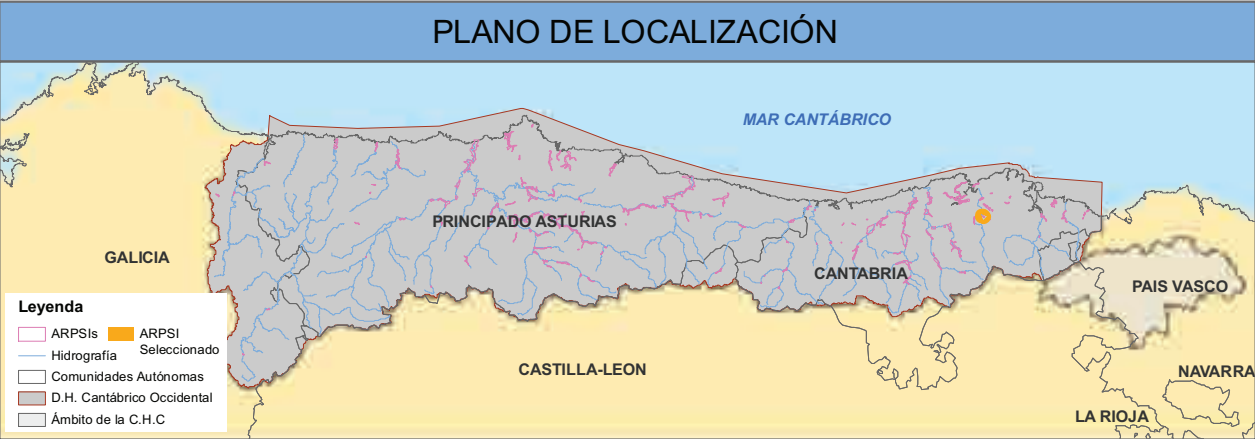 PLANO DE LOCALIZACIÓN
MAR CANTÁBRICO
PRINCIPADO ASTURIAS
GALICIA
CANTABRIA
PAIS VASCO
CASTILLA-LEON
NAVARRA
LA RIOJA
Leyenda
ARPSIs
ARPSI
Seleccionado
Hidrografía
Comunidades Autónomas
D.H. Cantábrico Occidental
Ámbito de la C.H.C